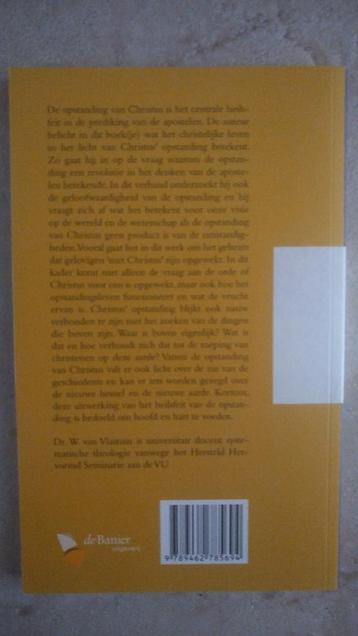 De opstanding van Christus is het centrale heils-
feit in de prediking van de apostelen. De auteur
belicht in dit boek(je) wat het christelijke leven
in het licht van Christus' opstanding betekent.
Zo gaat hij in op de vraag waarom de opstan-
ding een revolutie in het denken van de aposte-
len betekende. In dit verband onderzoekt hij ook
de geloofwaardigheid van de opstanding en hij
vraagt zich af wat het betekent voor onze visie
op de wereld en de wetenschap als de opstanding
van Christus geen product is van de omstandig-
heden. Vooral gaat het in dit werk om het geheim
dat gelovigen 'met Christus' zijn opgewekt. In dit
kader komt niet alleen de vraag aan de orde of
Christus voor ons is opgewekt, maar ook hoe het
opstandingsleven functioneert en wat de vrucht
ervan is. Christus' opstanding blijkt ook nauw
verbonden te zijn met het zoeken van de dingen
die boven zijn. Waar is boven eigenlijk? Wat is
dat en hoe verhoudt zich dat tot de roeping van
christenen op deze aarde? Vanuit de opstanding
van Christus valt er ook licht over de zin van de
geschiedenis en kan er iets worden gezegd over
de nieuwe hemel en de nieuwe aarde. Kortom,
deze uitwerking van het heilsfeit van de opstan-
ding is bedoeld om hoofd en hart te voeden.
Dr. W. van Vlastuin is universitair docent syste-
matische theologie vanwege het Hersteld Her-
vormd Seminarie aan de VU
de Banier
uitgeverij
9 789462 785694